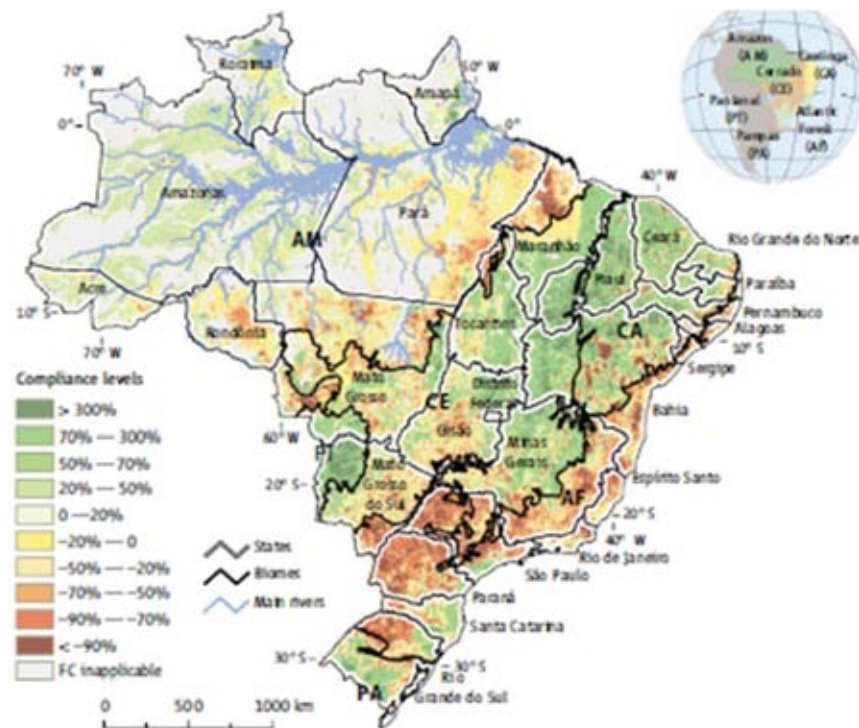 Roraima
Amapá
70° W
50° W
0°
0°
Amazonas
Pará
AM
Acre
10° S
70° W
Rondônia
Maranhão
Piauí
Ceará
40° W
Rio Grande do Norte
Paraíba
Pernambuco
Alagoas
10° S
Sergipe
Bahia
CA
Tocantins
Mato
Grosso
CE
Distrito
Federal
Goiás
Minas
Gerais
60° W
PT
20° S
Mato
Grosso
do Sul
AF
Espírito Santo
20° S
40° W
Rio de Janeiro
São Paulo
Paraná
Santa Catarina
30° S
30° S
PA
Rio
Grande do Sul
Amazon
(AM)
Caatinga
(CA)
Cerrado
(CE)
Pantanal
(PT)
Atlantic
Forest
(AF)
Pampas
(PA)
Compliance levels
> 300%
70% — 300%
50% — 70%
20% — 50%
0 —20%
−20% — 0
−50% — −20%
−70% — −50%
−90% — −70%
< −90%
FC inapplicable
States
Biomes
Main rivers
0 500 1000 km